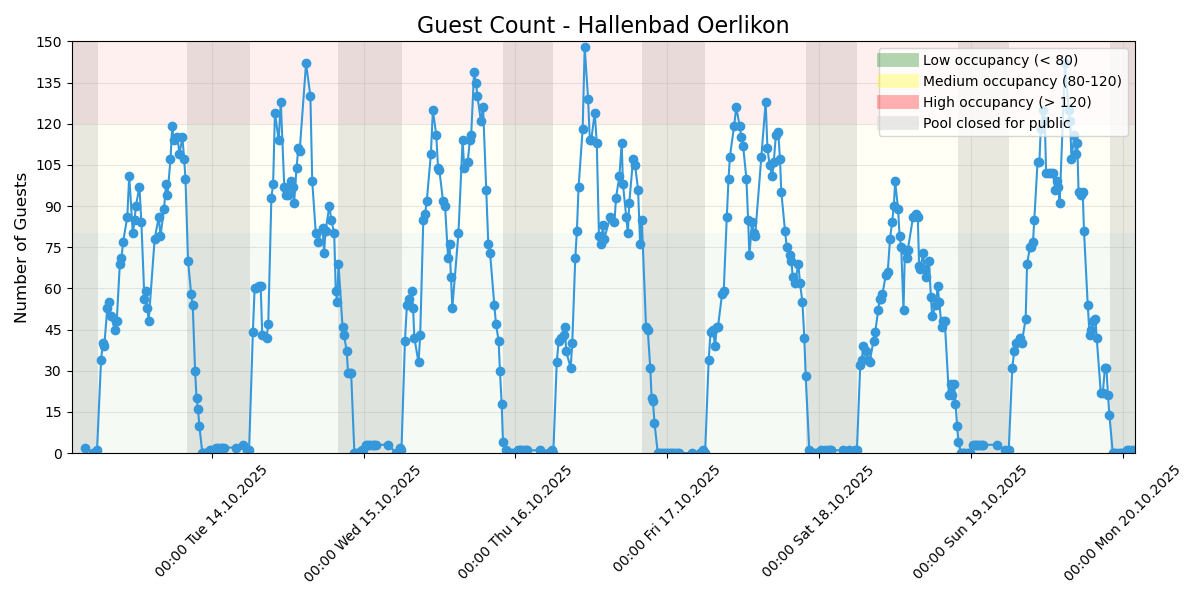 Guest Count - Hallenbad Oerlikon
Number of Guests
150
135
120
105
90
75
60
45
30
15
0
Low occupancy (< 80)
Medium occupancy (80-120)
High occupancy (> 120)
Pool closed for public
00:00 Tue 14.10.2025
00:00 Wed 15.10.2025
00:00 Thu 16.10.2025
00:00 Fri 17.10.2025
00:00 Sat 18.10.2025
00:00 Sun 19.10.2025
00:00 Mon 20.10.2025